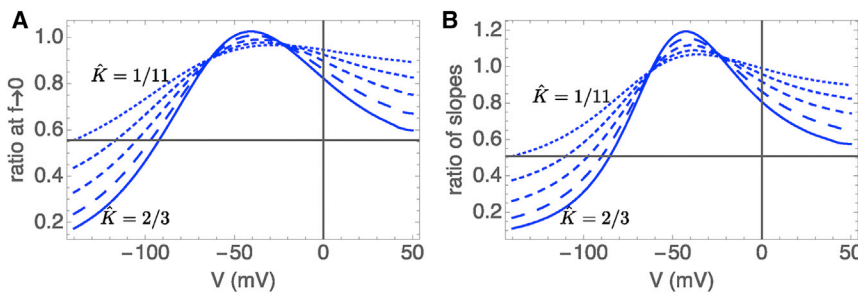 A
ratio at f→0
1.0
0.8
0.6
0.4
0.2
K̂ = 1/11
K̂ = 2/3
−100 −50 0 50
V (mV)
B
ratio of slopes
1.2
1.0
0.8
0.6
0.4
0.2
K̂ = 1/11
K̂ = 2/3
−100 −50 0 50
V (mV)